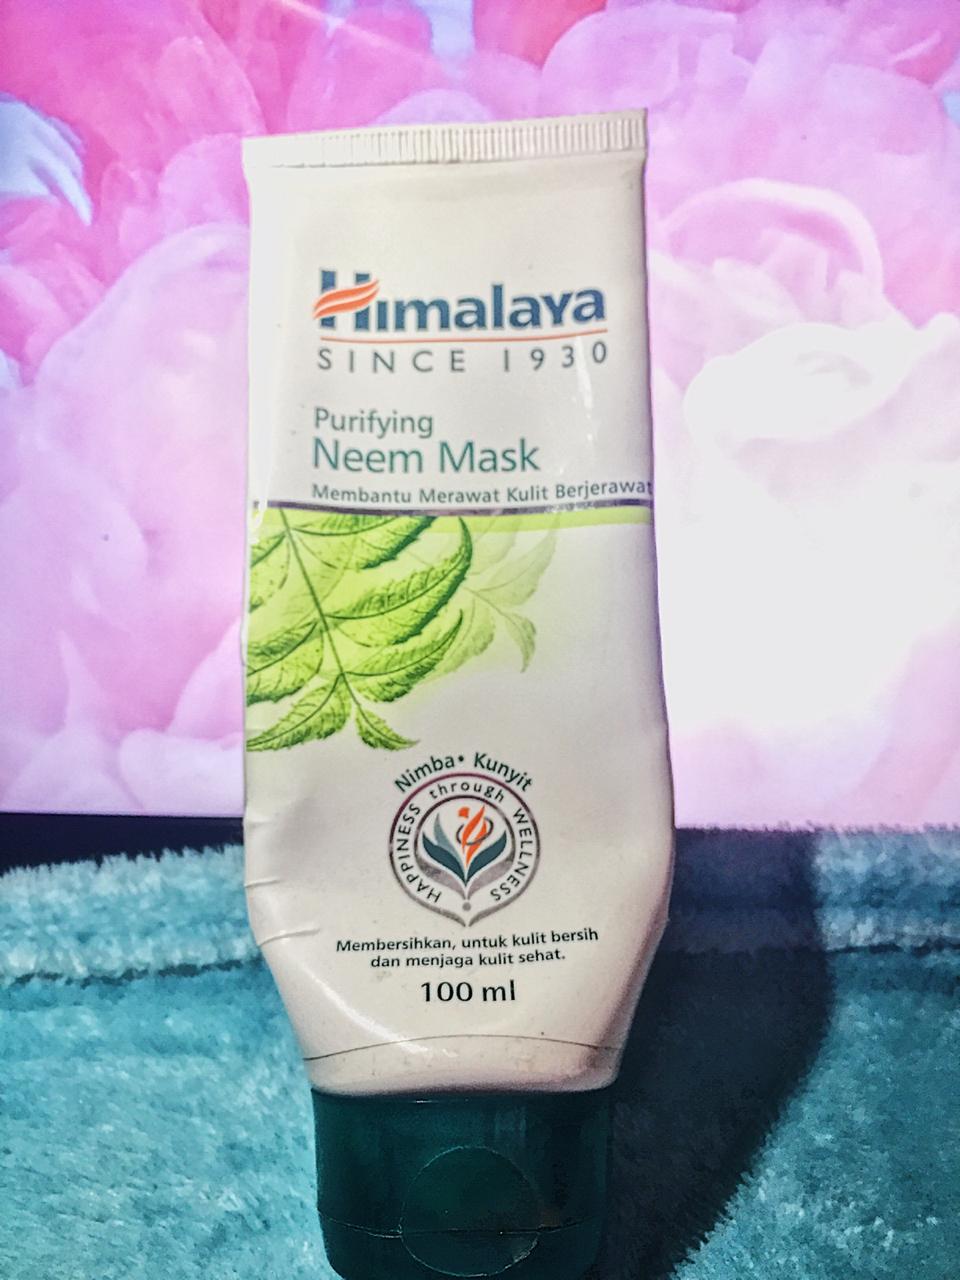 Himalaya
SINCE 1930
Purifying
Neem Mask
Membantu Merawat Kulit Berjerawat
Nimba • Kunyit
HAPPINESS through WELLNESS
Membersihkan, untuk kulit bersih
dan menjaga kulit sehat.
100 ml